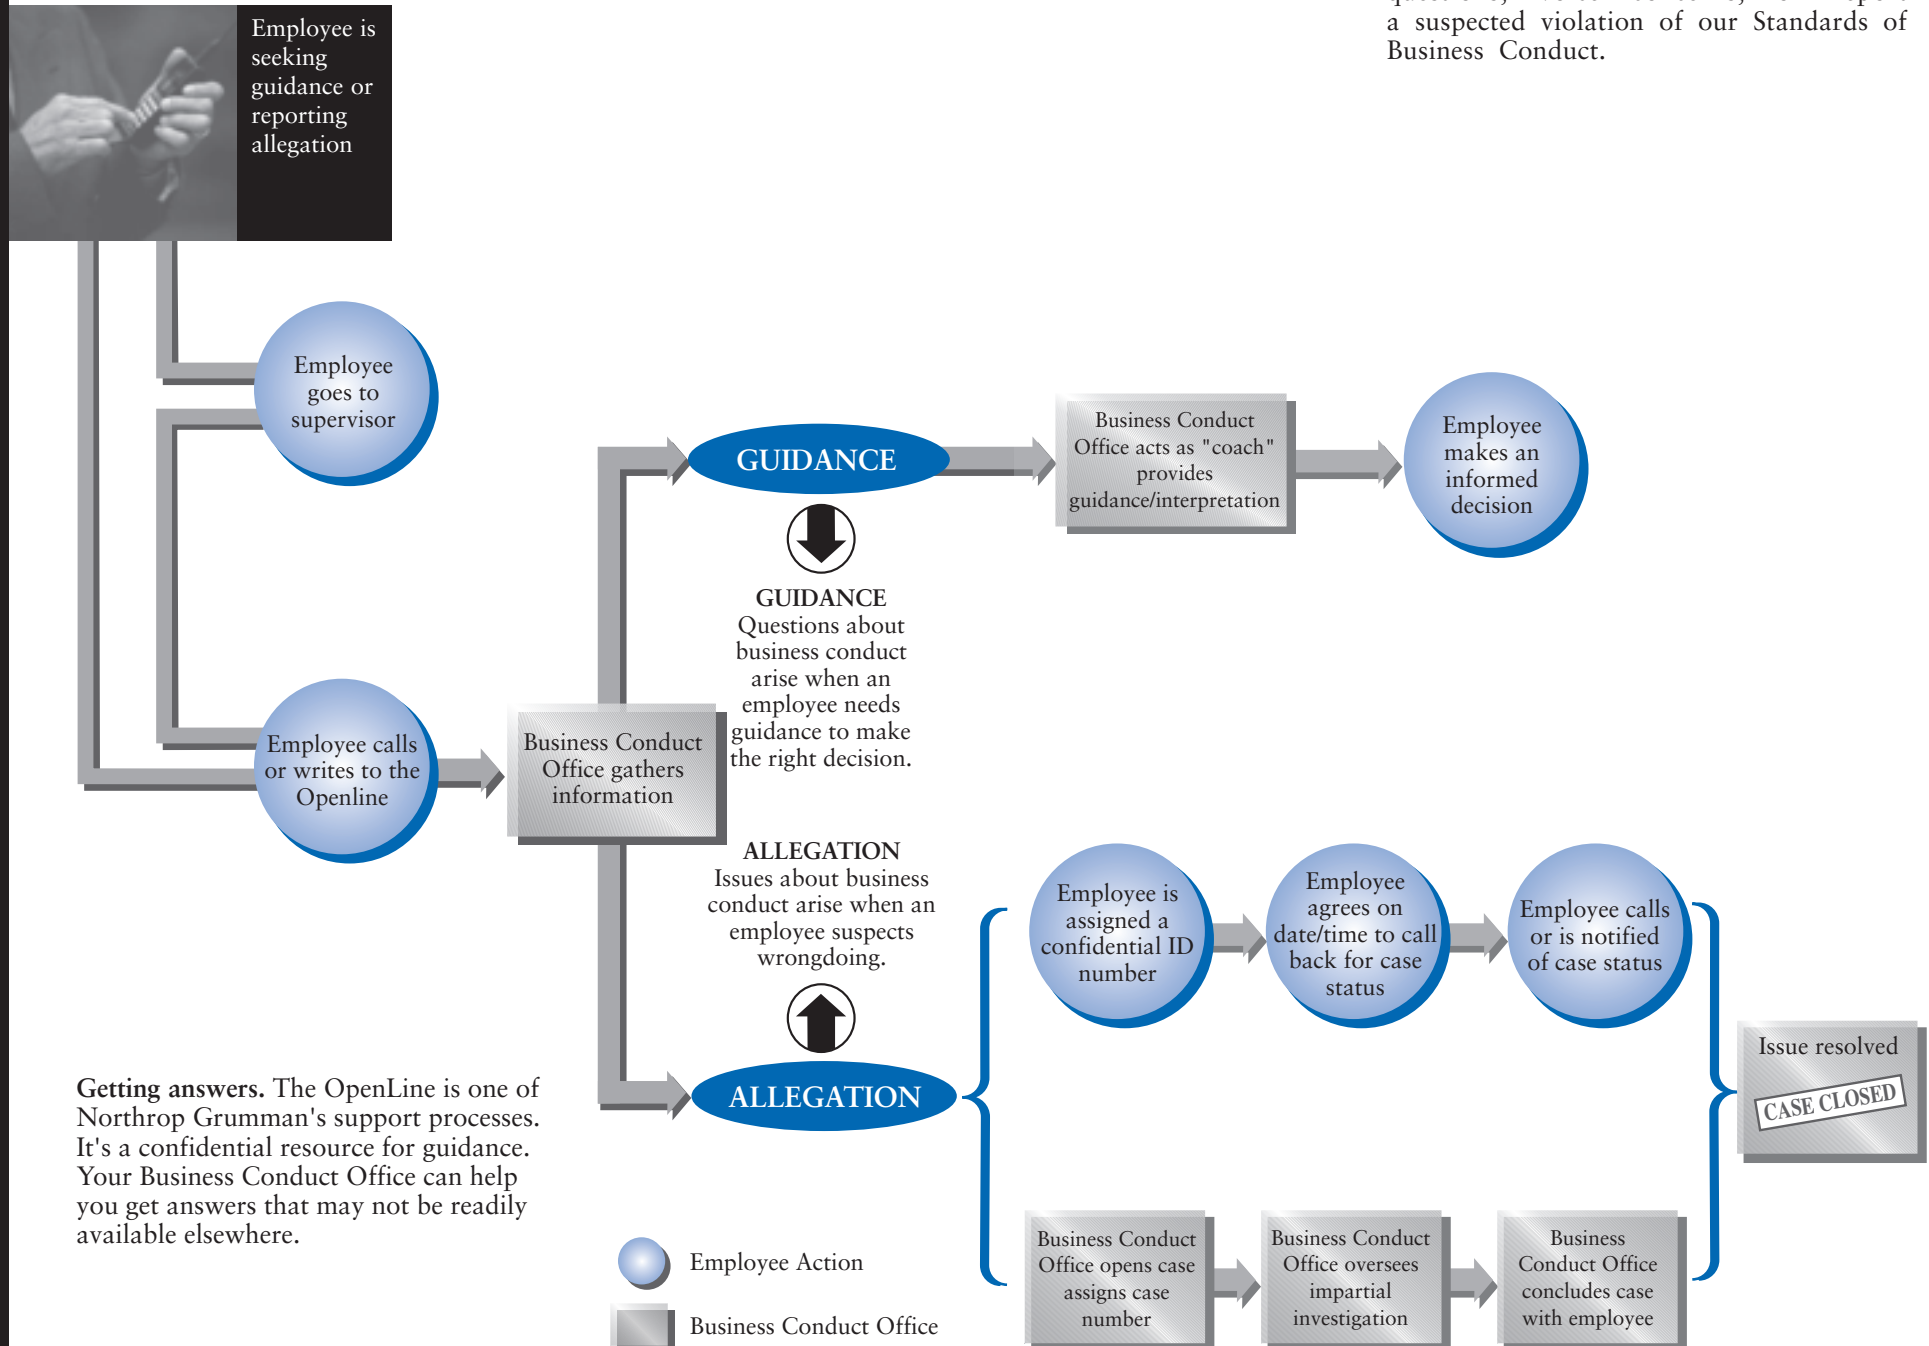 a suspected violation of our Standards of
Business Conduct.
Employee is
seeking
guidance or
reporting
allegation
Employee
goes to
supervisor
GUIDANCE
Business Conduct
Office acts as "coach"
provides
guidance/interpretation
Employee
makes an
informed
decision
GUIDANCE
Questions about
business conduct
arise when an
employee needs
guidance to make
the right decision.
Employee calls
or writes to the
Openline
Business Conduct
Office gathers
information
ALLEGATION
Issues about business
conduct arise when an
employee suspects
wrongdoing.
ALLEGATION
Employee is
assigned a
confidential ID
number
Employee
agrees on
date/time to call
back for case
status
Employee calls
or is notified
of case status
Issue resolved
CASE CLOSED
Business Conduct
Office opens case
assigns case
number
Business Conduct
Office oversees
impartial
investigation
Business
Conduct Office
concludes case
with employee
Getting answers. The OpenLine is one of
Northrop Grumman's support processes.
It's a confidential resource for guidance.
Your Business Conduct Office can help
you get answers that may not be readily
available elsewhere.
Employee Action
Business Conduct Office